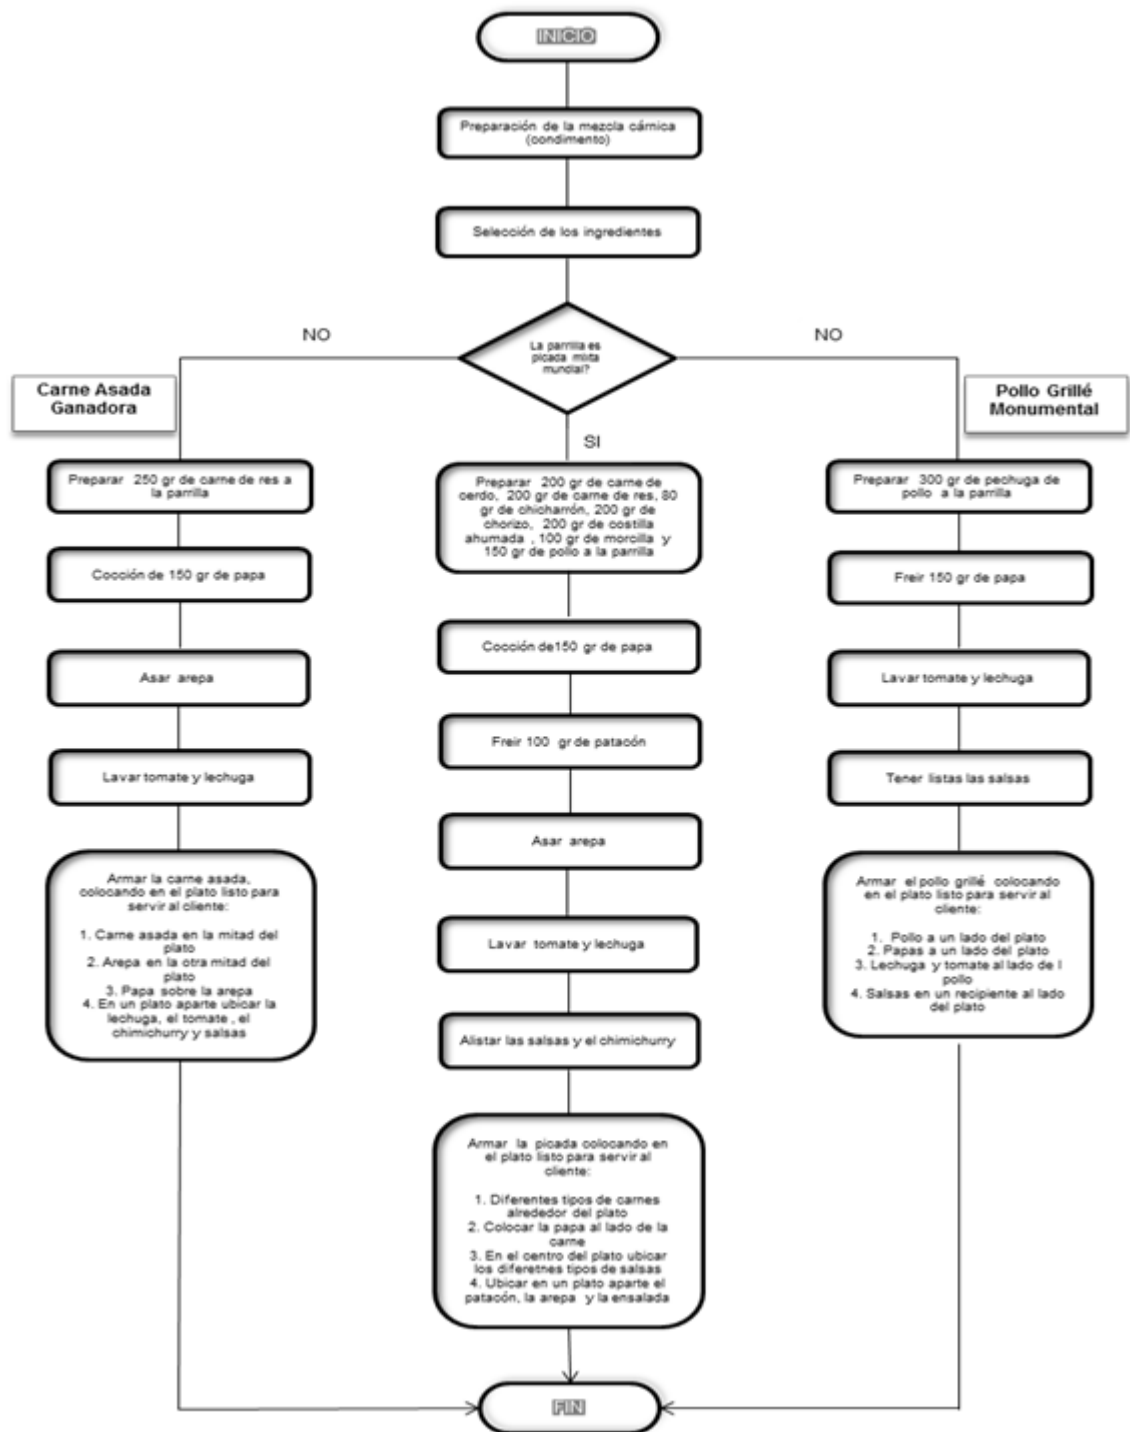 INICIO
Preparación de la mezcla cárnica
(condimento)
Selección de los ingredientes
La parrilla es
picada mixta
mundial?
NO
NO
SI
Carne Asada
Ganadora
Preparar 250 gr de carne de res a
la parrilla
Cocción de 150 gr de papa
Asar arepa
Lavar tomate y lechuga
Armar la carne asada,
colocando en el plato listo para
servir al cliente:
1. Carne asada en la mitad del
plato
2. Arepa en la otra mitad del
plato
3. Papa sobre la arepa
4. En un plato aparte ubicar la
lechuga, el tomate , el
chimichurry y salsas
Preparar 200 gr de carne de
cerdo, 200 gr de carne de res, 80
gr de chicharrón, 200 gr de
chorizo, 200 gr de costilla
ahumada , 100 gr de morcilla y
150 gr de pollo a la parrilla
Cocción de150 gr de papa
Freir 100 gr de patacón
Asar arepa
Lavar tomate y lechuga
Alistar las salsas y el chimichurry
Armar la picada colocando en
el plato listo para servir al
cliente:
1. Diferentes tipos de carnes
alrededor del plato
2. Colocar la papa al lado de la
carne
3. En el centro del plato ubicar
los diferetnes tipos de salsas
4. Ubicar en un plato aparte el
patacón, la arepa y la ensalada
Pollo Grillé
Monumental
Preparar 300 gr de pechuga de
pollo a la parrilla
Freir 150 gr de papa
Lavar tomate y lechuga
Tener listas las salsas
Armar el pollo grillé colocando
en el plato listo para servir al
cliente:
1. Pollo a un lado del plato
2. Papas a un lado del plato
3. Lechuga y tomate al lado de l
pollo
4. Salsas en un recipiente al lado
del plato
FIN